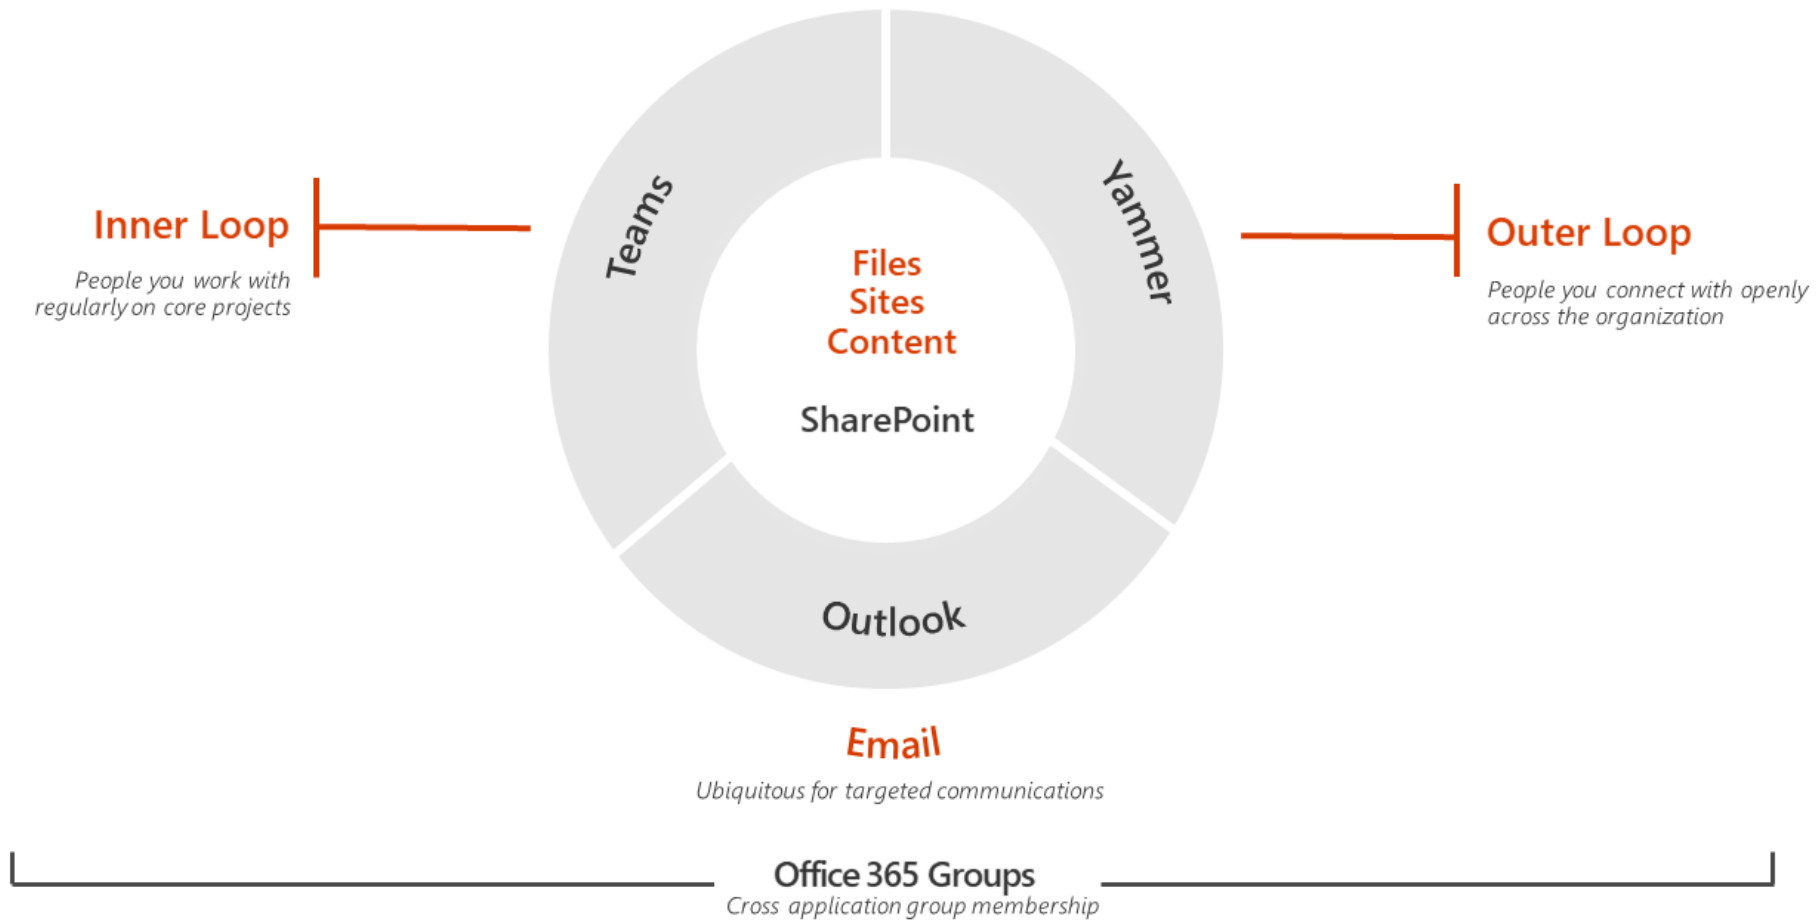 Teams
Yammer
Inner Loop
People you work with
regularly on core projects
Outer Loop
People you connect with openly
across the organization
Files
Sites
Content
SharePoint
Outlook
Email
Ubiquitous for targeted communications
Office 365 Groups
Cross application group membership